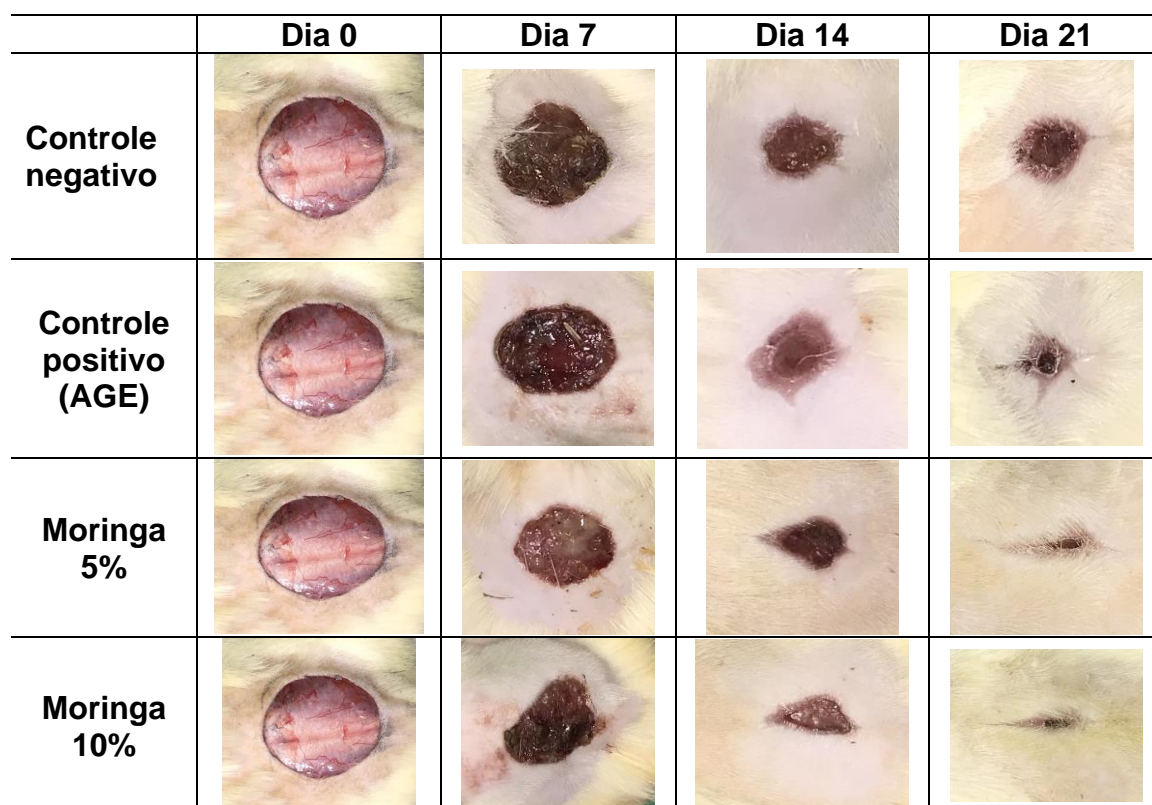 Dia 0 Dia 7 Dia 14 Dia 21
Controle
negativo
Controle
positivo
(AGE)
Moringa
5%
Moringa
10%